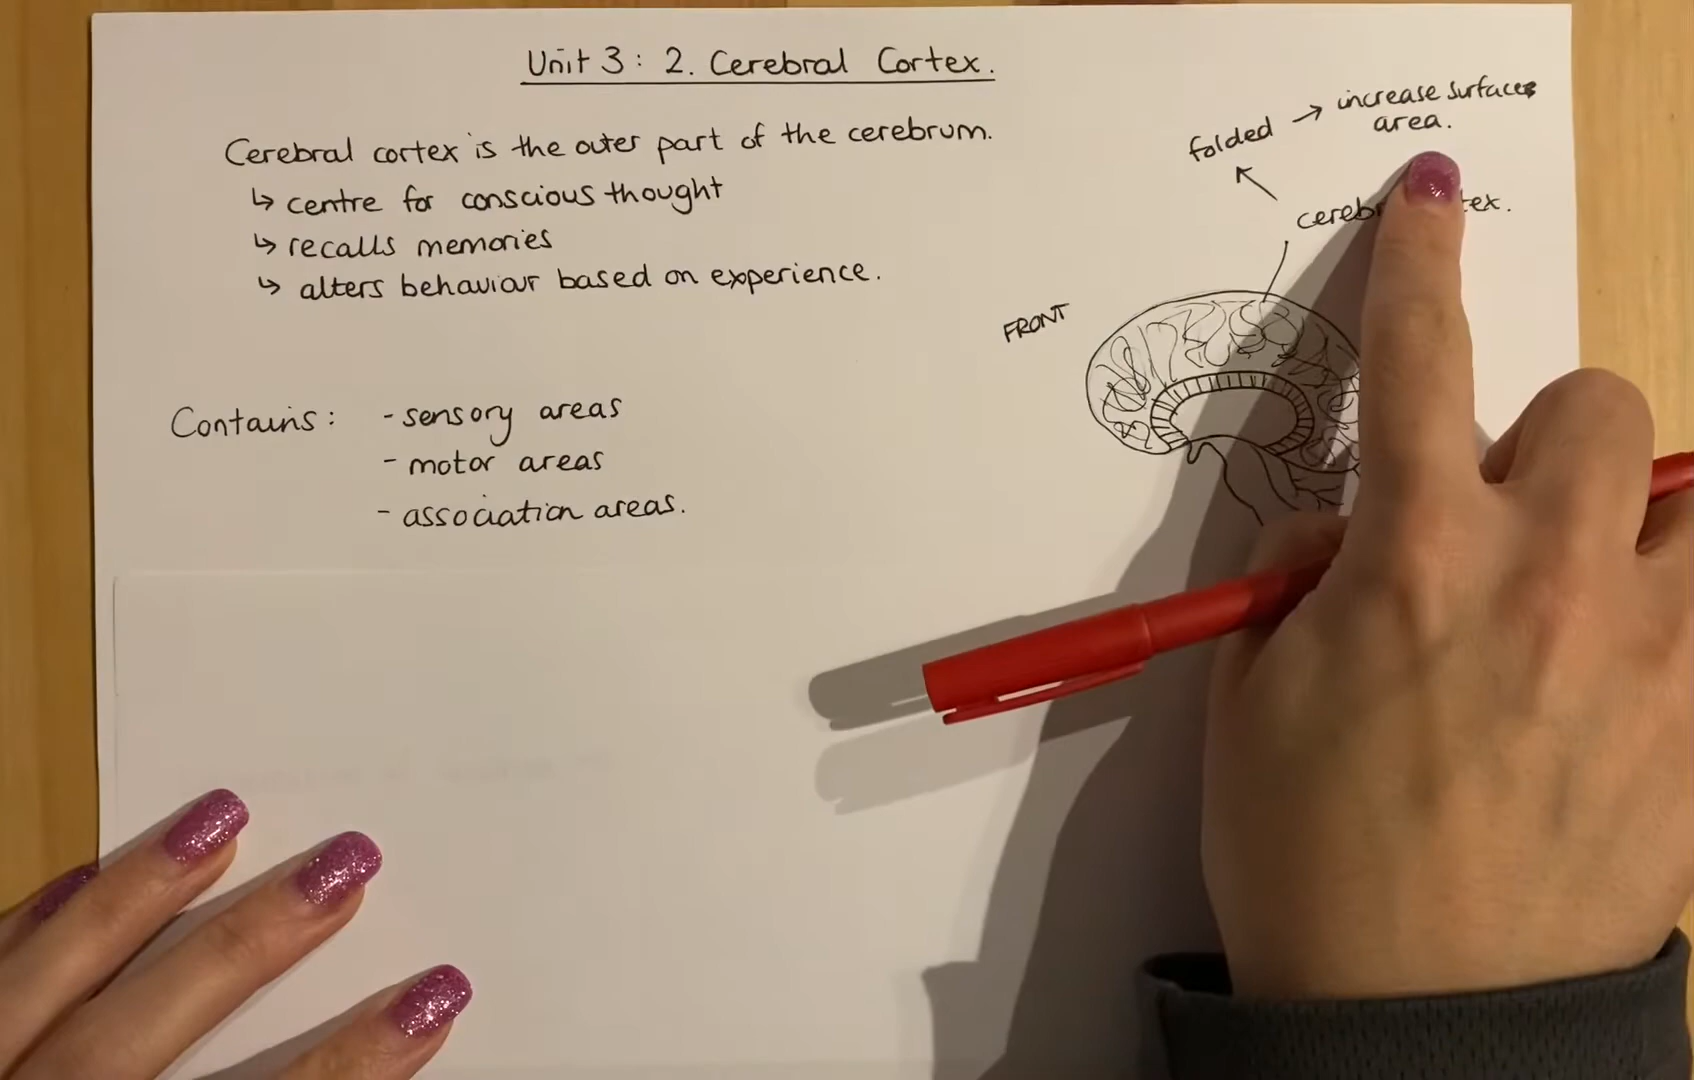 Unit 3: 2. Cerebral Cortex.
Cerebral cortex is the outer part of the cerebrum.
↳ centre for conscious thought
↳ recalls memories
↳ alters behaviour based on experience.
Contains: - sensory areas
- motor areas
- association areas.
folded → increase surface
area.
FRONT